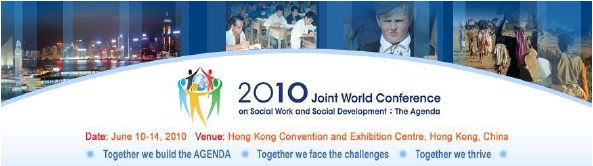 2010 Joint World Conference
on Social Work and Social Development : The Agenda
Date: June 10-14, 2010 Venue: Hong Kong Convention and Exhibition Centre, Hong Kong, China
Together we build the AGENDA Together we face the challenges Together we thrive